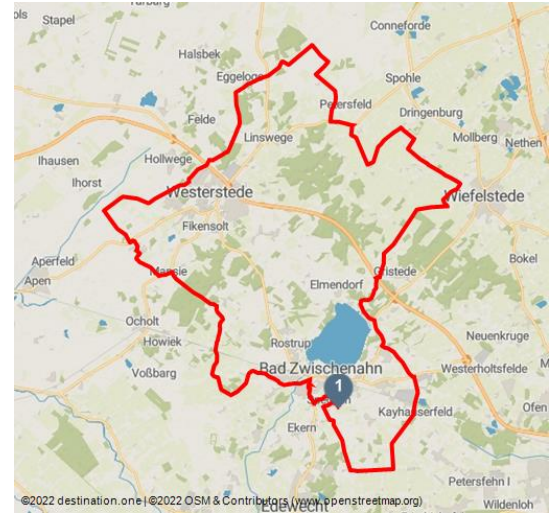 Tarbarg
ols
Stapel
Conneforde
Halsbek
Eggeloge
Spohle
Petersfeld
Dringenburg
Felde
Linswege
Mollberg
Nethen
Ihausen
Hollwege
Ihorst
Westerstede
Wiefelstede
Fikensolt
Aperfeld
Mansie
Gristede
Bokel
Apen
Elmendorf
Ocholt
Howiek
Rostrup
Neuenkruge
Voßbarg
Bad Zwischenahn
Westerholtsfelde
1
Kayhauserfeld
Ofen
Ekern
Petersfehn I
Edewecht
Wildenloh
©2022 destination.one | ©2022 OSM & Contributors (www.openstreetmap.org)